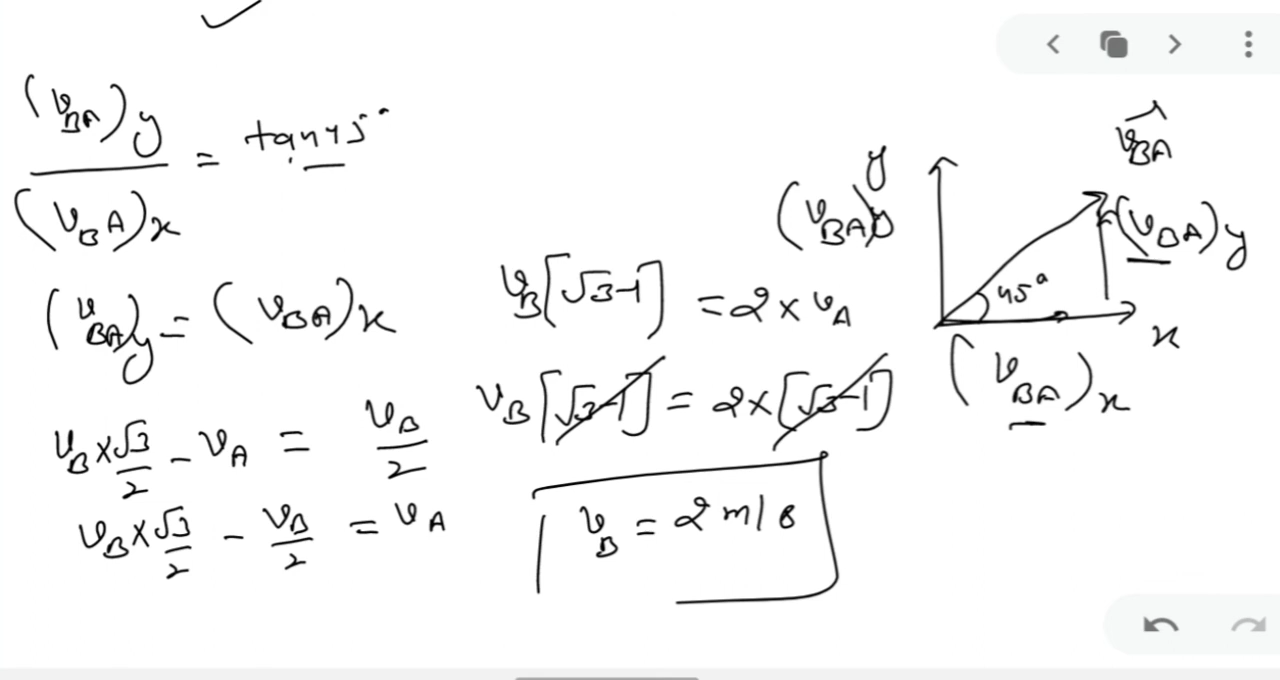 (v_BA)y / (v_BA)x = tan45°
(v_BA)y = (v_BA)x
v_B × √3/2 - v_A = v_B/2
v_B × √3/2 - v_B/2 = v_A
v_B[√3-1] = 2 × v_A
v_B[√3-1] = 2 × [√3-1]
v_B = 2 m/s
y
(v_BA)y
v_BA
(v_BA)y
45°
x
(v_BA)x